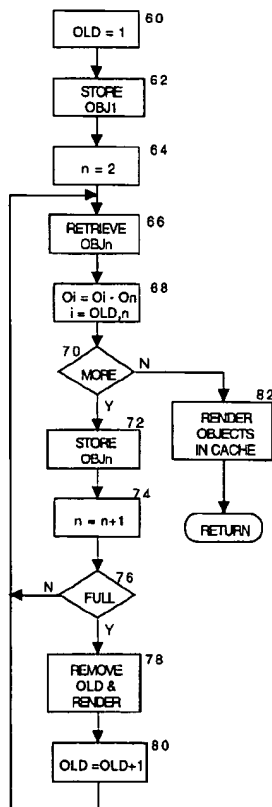 60
OLD = 1
62
STORE
OBJ1
64
n = 2
66
RETRIEVE
OBJn
68
Oi = Oi - On
i = OLD,n
70
MORE
N
Y
82
RENDER
OBJECTS
IN CACHE
RETURN
72
STORE
OBJn
74
n = n+1
76
FULL
N
Y
78
REMOVE
OLD &
RENDER
80
OLD =OLD+1